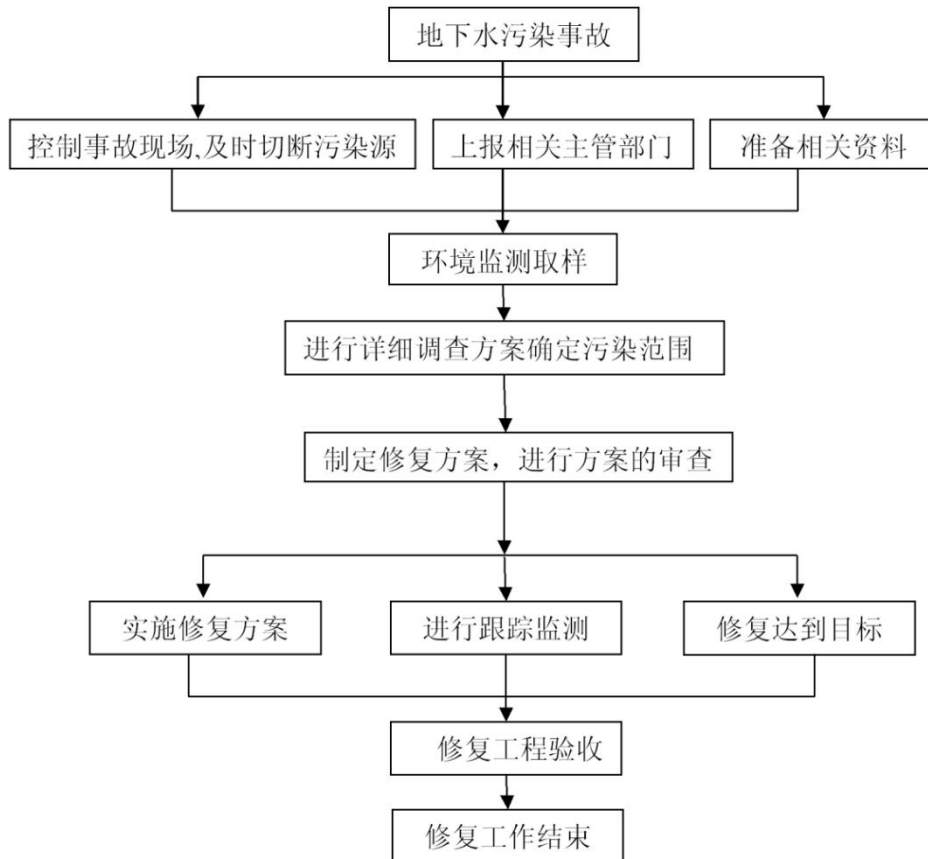 地下水污染事故
控制事故现场,及时切断污染源
上报相关主管部门
准备相关资料
环境监测取样
进行详细调查方案确定污染范围
制定修复方案，进行方案的审查
实施修复方案
进行跟踪监测
修复达到目标
修复工程验收
修复工作结束